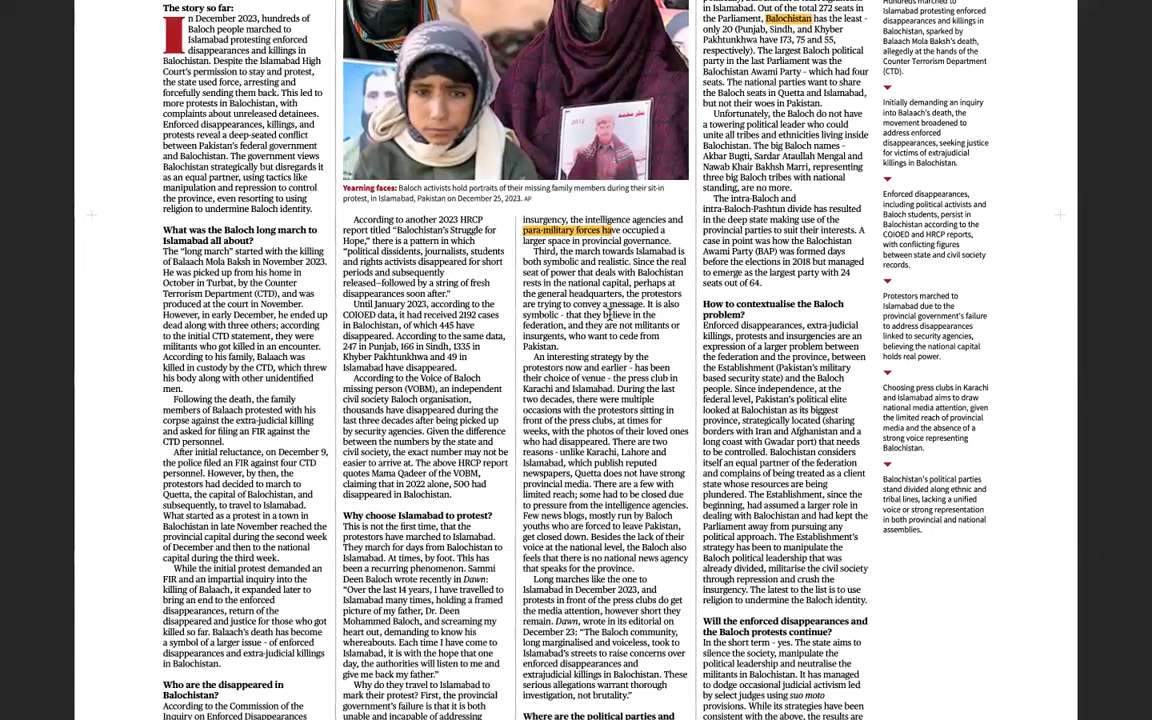 The story so far:
In December 2023, hundreds of
Baloch people marched to
Islamabad protesting enforced
disappearances and killings in
Balochistan. Despite the Islamabad High
Court's permission to stay and protest,
the state used force, arresting and
forcefully sending them back. This led to
more protests in Balochistan, with
complaints about unreleased detainees.
Enforced disappearances, killings, and
protests reveal a deep-seated conflict
between Pakistan's federal government
and Balochistan. The government views
Balochistan strategically but disregards it
as an equal partner, using tactics like
manipulation and repression to control
the province, even resorting to using
religion to undermine Baloch identity.
What was the Baloch long march to
Islamabad all about?
The "long march" started with the killing
of Balaach Mola Baksh in November 2023.
He was picked up from his home in
October in Turbat, by the Counter
Terrorism Department (CTD), and was
produced at the court in November.
However, in early December, he ended up
dead along with three others; according
to the initial CTD statement, they were
militants who got killed in an encounter.
According to his family, Balaach was
killed in custody by the CTD, which threw
his body along with other unidentified
men.
Following the death, the family
members of Balaach protested with his
corpse against the extra-judicial killing
and asked for filing an FIR against the
CTD personnel.
After initial reluctance, on December 9,
the police filed an FIR against four CTD
personnel. However, by then, the
protestors had decided to march to
Quetta, the capital of Balochistan, and
subsequently, to travel to Islamabad.
What started as a protest in a town in
Balochistan in late November reached the
provincial capital during the second week
of December and then to the national
capital during the third week.
While the initial protest demanded an
FIR and an impartial inquiry into the
killing of Balaach, it expanded later to
bring an end to the enforced
disappearances, return of the
disappeared and justice for those who got
killed so far. Balaach's death has become
a symbol of a larger issue – of enforced
disappearances and extra-judicial killings
in Balochistan.
Who are the disappeared in
Balochistan?
According to the Commission of the
Inquiry on Enforced Disappearances
2012
Yearning faces: Baloch activists hold portraits of their missing family members during their sit-in
protest, in Islamabad, Pakistan on December 25, 2023. AP
According to another 2023 HRCP
report titled "Balochistan's Struggle for
Hope," there is a pattern in which
"political dissidents, journalists, students
and rights activists disappeared for short
periods and subsequently
released–followed by a string of fresh
disappearances soon after."
Until January 2023, according to the
COIOED data, it had received 2192 cases
in Balochistan, of which 445 have
disappeared. According to the same data,
247 in Punjab, 166 in Sindh, 1335 in
Khyber Pakhtunkhwa and 49 in
Islamabad have disappeared.
According to the Voice of Baloch
missing person (VOBM), an independent
civil society Baloch organisation,
thousands have disappeared during the
last three decades after being picked up
by security agencies. Given the difference
between the numbers by the state and
civil society, the exact number may not be
easier to arrive at. The above HRCP report
quotes Mama Qadeer of the VOBM,
claiming that in 2022 alone, 500 had
disappeared in Balochistan.
Why choose Islamabad to protest?
This is not the first time, that the
protestors have marched to Islamabad.
They march for days from Balochistan to
Islamabad. At times, by foot. This has
been a recurring phenomenon. Sammi
Deen Baloch wrote recently in Dawn:
"Over the last 14 years, I have travelled to
Islamabad many times, holding a framed
picture of my father, Dr. Deen
Mohammed Baloch, and screaming my
heart out, demanding to know his
whereabouts. Each time I have come to
Islamabad, it is with the hope that one
day, the authorities will listen to me and
give me back my father."
Why do they travel to Islamabad to
mark their protest? First, the provincial
government's failure is that it is both
unable and incapable of addressing
insurgency, the intelligence agencies and
para-military forces have occupied a
larger space in provincial governance.
Third, the march towards Islamabad is
both symbolic and realistic. Since the real
seat of power that deals with Balochistan
rests in the national capital, perhaps at
the general headquarters, the protestors
are trying to convey a message. It is also
symbolic – that they believe in the
federation, and they are not militants or
insurgents, who want to cede from
Pakistan.
An interesting strategy by the
protestors now and earlier – has been
their choice of venue – the press club in
Karachi and Islamabad. During the last
two decades, there were multiple
occasions with the protestors sitting in
front of the press clubs, at times for
weeks, with the photos of their loved ones
who had disappeared. There are two
reasons – unlike Karachi, Lahore and
Islamabad, which publish reputed
newspapers, Quetta does not have strong
provincial media. There are a few with
limited reach; some had to be closed due
to pressure from the intelligence agencies.
Few news blogs, mostly run by Baloch
youths who are forced to leave Pakistan,
get closed down. Besides the lack of their
voice at the national level, the Baloch also
feels that there is no national news agency
that speaks for the province.
Long marches like the one to
Islamabad in December 2023, and
protests in front of the press clubs do get
the media attention, however short they
remain. Dawn, wrote in its editorial on
December 23: "The Baloch community,
long marginalised and voiceless, took to
Islamabad's streets to raise concerns over
enforced disappearances and
extrajudicial killings in Balochistan. These
serious allegations warrant thorough
investigation, not brutality."
Where are the political parties and
in Islamabad. Out of the total 272 seats in
the Parliament, Balochistan has the least –
only 20 (Punjab, Sindh, and Khyber
Pakhtunkhwa have 173, 75 and 55,
respectively). The largest Baloch political
party in the last Parliament was the
Balochistan Awami Party – which had four
seats. The national parties want to share
the Baloch seats in Quetta and Islamabad,
but not their woes in Pakistan.
Unfortunately, the Baloch do not have
a towering political leader who could
unite all tribes and ethnicities living inside
Balochistan. The big Baloch names –
Akbar Bugti, Sardar Ataullah Mengal and
Nawab Khair Bakhsh Marri, representing
three big Baloch tribes with national
standing, are no more.
The intra-Baloch and
intra-Baloch-Pashtun divide has resulted
in the deep state making use of the
provincial parties to suit their interests. A
case in point was how the Balochistan
Awami Party (BAP) was formed days
before the elections in 2018 but managed
to emerge as the largest party with 24
seats out of 64.
How to contextualise the Baloch
problem?
Enforced disappearances, extra-judicial
killings, protests and insurgencies are an
expression of a larger problem between
the federation and the province, between
the Establishment (Pakistan's military
based security state) and the Baloch
people. Since independence, at the
federal level, Pakistan's political elite
looked at Balochistan as its biggest
province, strategically located (sharing
borders with Iran and Afghanistan and a
long coast with Gwadar port) that needs
to be controlled. Balochistan considers
itself an equal partner of the federation
and complains of being treated as a client
state whose resources are being
plundered. The Establishment, since the
beginning, had assumed a larger role in
dealing with Balochistan and had kept the
Parliament away from pursuing any
political approach. The Establishment's
strategy has been to manipulate the
Baloch political leadership that was
already divided, militarise the civil society
through repression and crush the
insurgency. The latest to the list is to use
religion to undermine the Baloch identity.
Will the enforced disappearances and
the Baloch protests continue?
In the short term – yes. The state aims to
silence the society, manipulate the
political leadership and neutralise the
militants in Balochistan. It has managed
to dodge occasional judicial activism led
by select judges using suo moto
provisions. While its strategies have been
consistent with the above, the results are
Hundreds marched to
Islamabad protesting enforced
disappearances and killings in
Balochistan, sparked by
Balaach Mola Baksh's death,
allegedly at the hands of the
Counter Terrorism Department
(CTD).
Initially demanding an inquiry
into Balaach's death, the
movement broadened to
address enforced
disappearances, seeking justice
for victims of extrajudicial
killings in Balochistan.
Enforced disappearances,
including political activists and
Baloch students, persist in
Balochistan according to the
COIOED and HRCP reports,
with conflicting figures
between state and civil society
records.
Protestors marched to
Islamabad due to the
provincial government's failure
to address disappearances
linked to security agencies,
believing the national capital
holds real power.
Choosing press clubs in Karachi
and Islamabad aims to draw
national media attention, given
the limited reach of provincial
media and the absence of a
strong voice representing
Balochistan.
Balochistan's political parties
stand divided along ethnic and
tribal lines, lacking a unified
voice or strong representation
in both provincial and national
assemblies.